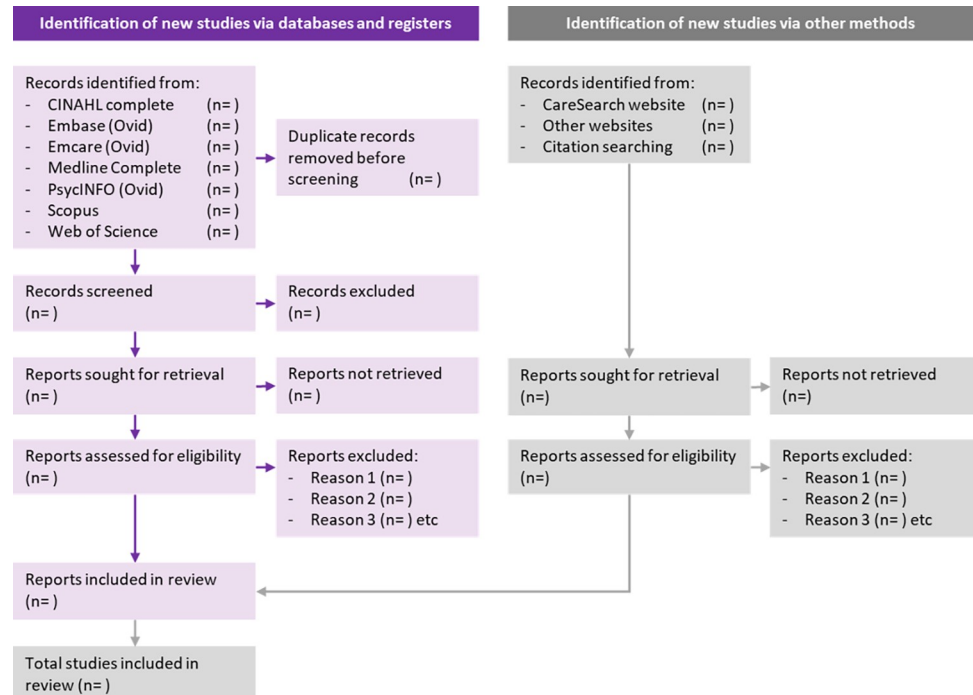 Identification of new studies via databases and registers
Identification of new studies via other methods
Records identified from:
- CINAHL complete (n= )
- Embase (Ovid) (n= )
- Emcare (Ovid) (n= )
- Medline Complete (n= )
- PsycINFO (Ovid) (n= )
- Scopus (n= )
- Web of Science (n= )
Duplicate records
removed before
screening (n= )
Records identified from:
- CareSearch website (n= )
- Other websites (n= )
- Citation searching (n= )
Records screened
(n= )
Records excluded
(n= )
Reports sought for retrieval
(n= )
Reports not retrieved
(n= )
Reports sought for retrieval
(n=)
Reports not retrieved
(n=)
Reports assessed for eligibility
(n= )
Reports excluded:
- Reason 1 (n= )
- Reason 2 (n= )
- Reason 3 (n= ) etc
Reports assessed for eligibility
(n=)
Reports excluded:
- Reason 1 (n= )
- Reason 2 (n= )
- Reason 3 (n= ) etc
Reports included in review
(n= )
Total studies included in
review (n= )